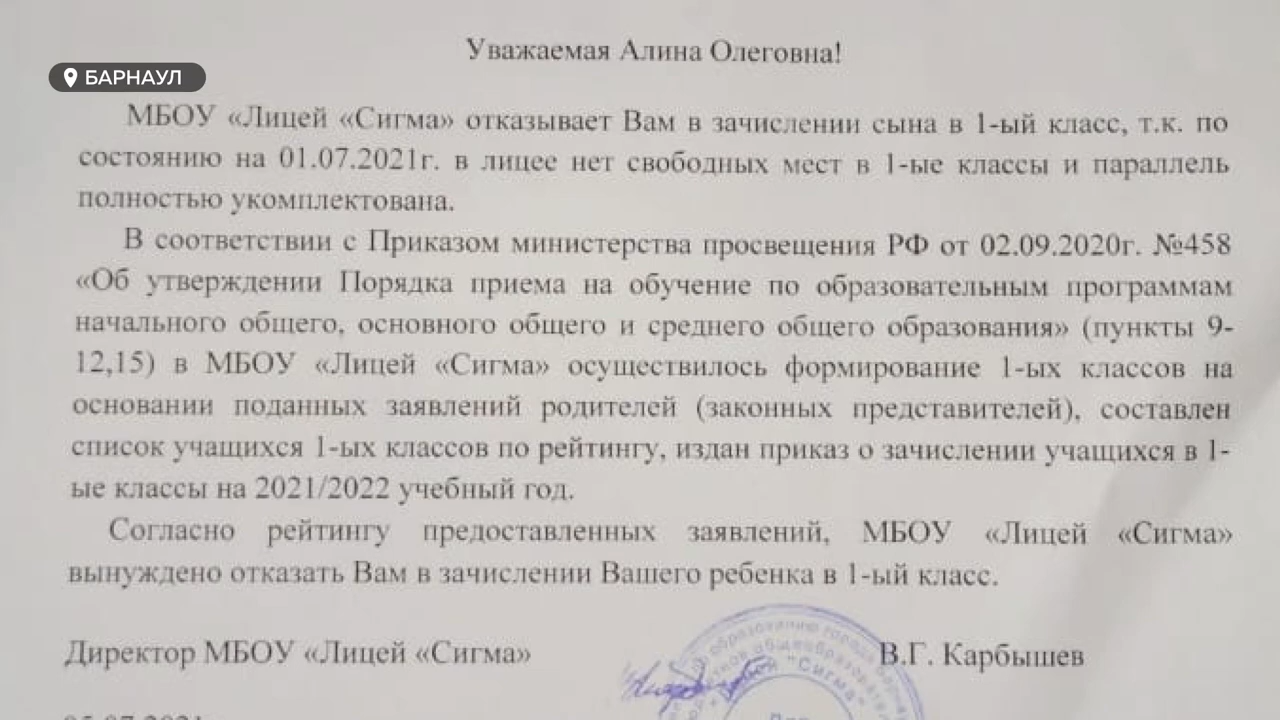 БАРНАУЛ
Уважаемая Алина Олеговна!
МБОУ «Лицей «Сигма» отказывает Вам в зачислении сына в 1-ый класс, т.к. по
состоянию на 01.07.2021г. в лицее нет свободных мест в 1-ые классы и параллель
полностью укомплектована.
В соответствии с Приказом министерства просвещения РФ от 02.09.2020г. №458
«Об утверждении Порядка приема на обучение по образовательным программам
начального общего, основного общего и среднего общего образования» (пункты 9-
12,15) в МБОУ «Лицей «Сигма» осуществилось формирование 1-ых классов на
основании поданных заявлений родителей (законных представителей), составлен
список учащихся 1-ых классов по рейтингу, издан приказ о зачислении учащихся в 1-
ые классы на 2021/2022 учебный год.
Согласно рейтингу предоставленных заявлений, МБОУ «Лицей «Сигма»
вынуждено отказать Вам в зачислении Вашего ребенка в 1-ый класс.
Директор МБОУ «Лицей «Сигма» В.Г. Карбышев
образованию города
"Сигма"